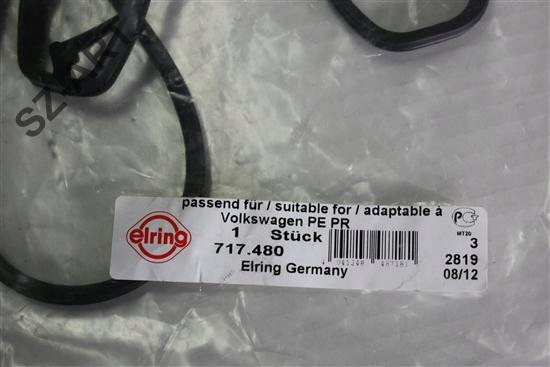 passend für / suitable for / adaptable à
Volkswagen PE PR
elring
1 Stück
717.480
Elring Germany
MT20
3
2819
08/12